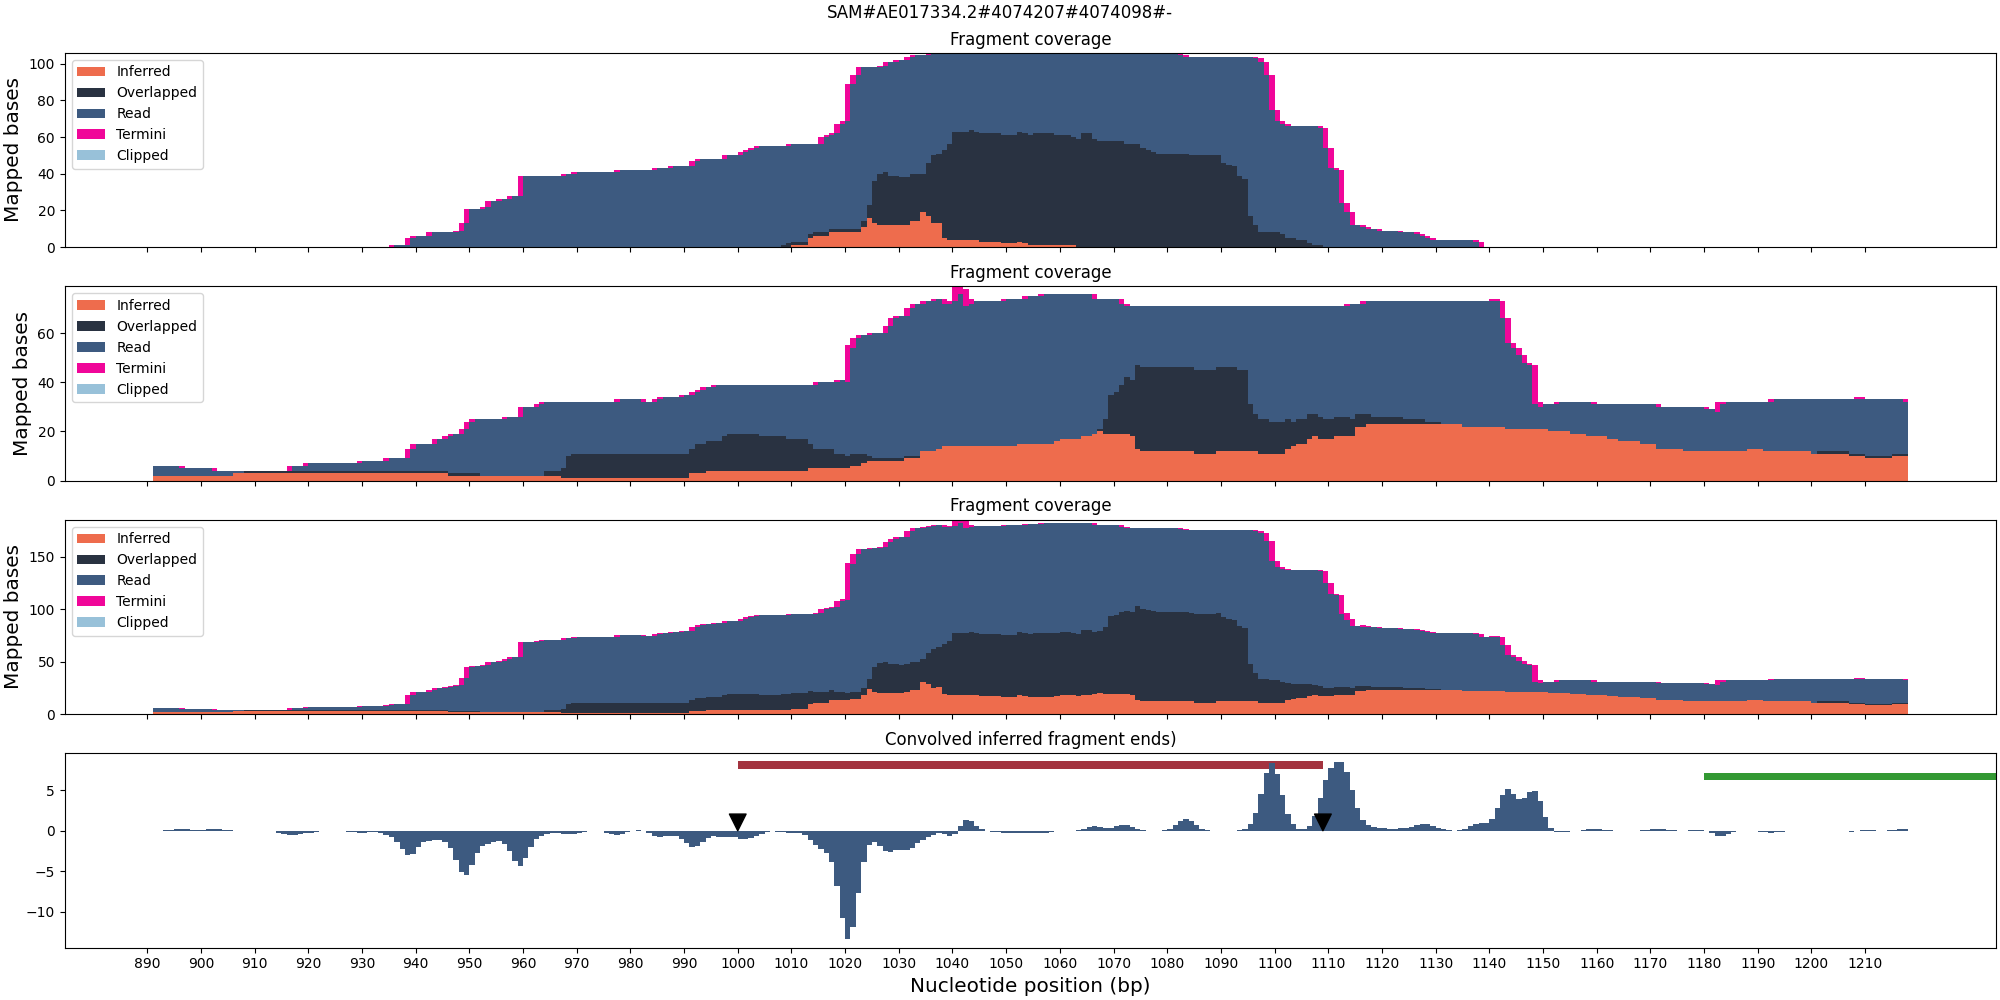 SAM#AE017334.2#4074207#4074098#-
Fragment coverage
Mapped bases
100
80
60
40
20
0
Inferred
Overlapped
Read
Termini
Clipped
Fragment coverage
Mapped bases
60
40
20
0
Inferred
Overlapped
Read
Termini
Clipped
Fragment coverage
Mapped bases
150
100
50
0
Inferred
Overlapped
Read
Termini
Clipped
Convolved inferred fragment ends)
5
0
−5
−10
890 900 910 920 930 940 950 960 970 980 990 1000 1010 1020 1030 1040 1050 1060 1070 1080 1090 1100 1110 1120 1130 1140 1150 1160 1170 1180 1190 1200 1210
Nucleotide position (bp)